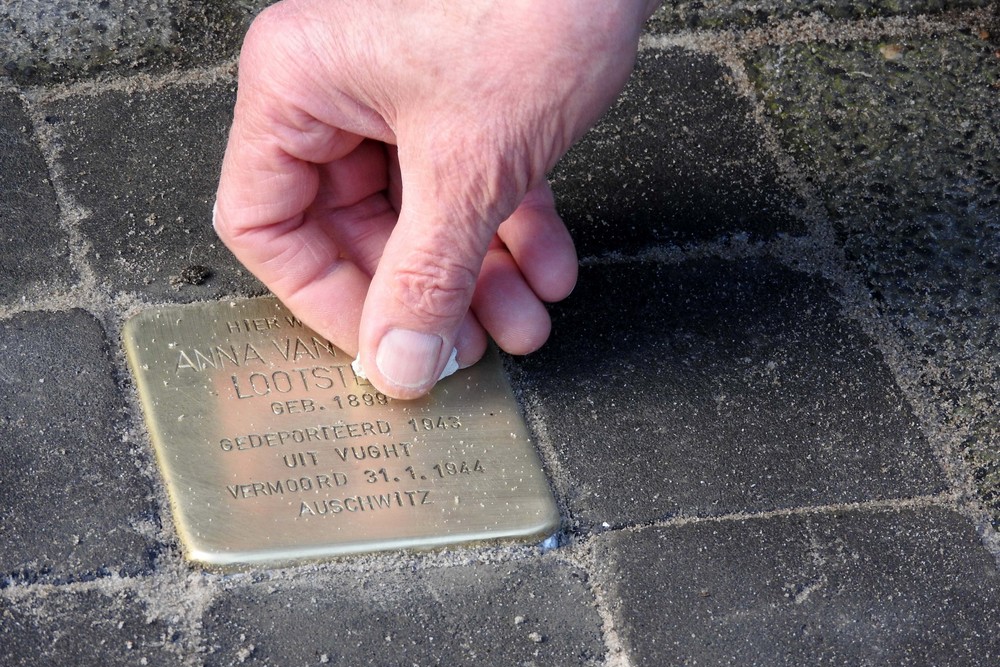 HIER
ANNA VAN
GEB. 1899
GEDEPORTEERD 1943
UIT VUGHT
VERMOORD 31.1.1944
AUSCHWITZ